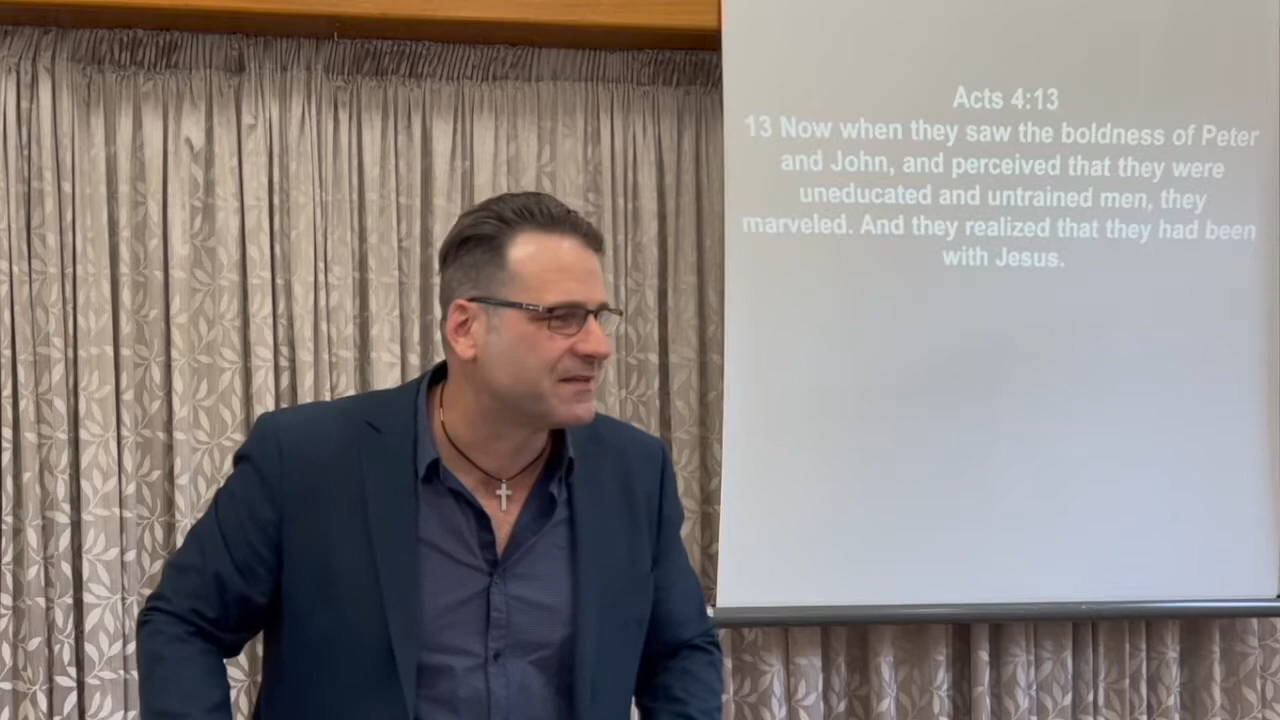 Acts 4:13
13 Now when they saw the boldness of Peter
and John, and perceived that they were
uneducated and untrained men, they
marveled. And they realized that they had been
with Jesus.